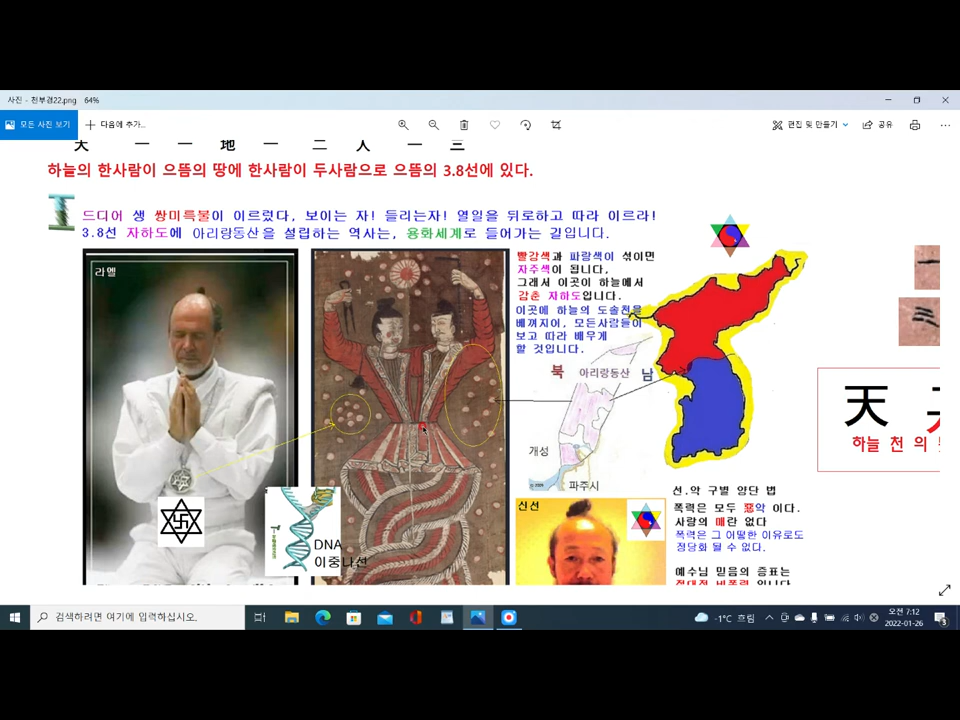 사진 - 천부경22.png 64%
모든 사진 보기
다음에 추가...
편집 및 만들기
공유
一 一 地 一 二 人 一 三
하늘의 한사람이 으뜸의 땅에 한사람이 두사람으로 으뜸의 3.8선에 있다.
드디어 생 쌍미륵불이 이르렀다, 보이는 자! 들리는자! 열일을 뒤로하고 따라 이르라!
3.8선 자하도에 아리랑동산을 설립하는 역사는, 용화세계로 들어가는 길입니다.
라엘
빨강색과 파랑색이 섞이면
자주색이 됩니다,
그래서 이곳이 하늘에서
감춘 자하도입니다.
이곳에 하늘의 도솔천을
베껴지어, 모든사람들이
보고 따라 배우게
할 것입니다.
북 아리랑동산 남
개성
파주시
DNA
이중나선
신선
선.악 구별 양단 법
폭력은 모두 惡악 이다.
사랑의 매란 없다
폭력은 그 어떠한 이유로도
정당화 될 수 없다.
예수님 믿음의 증표는
절대적 비폭력 입니다
天
하늘 천 의
三
검색하려면 여기에 입력하십시오.
-1°C 흐림
오전 7:12
2022-01-26
3